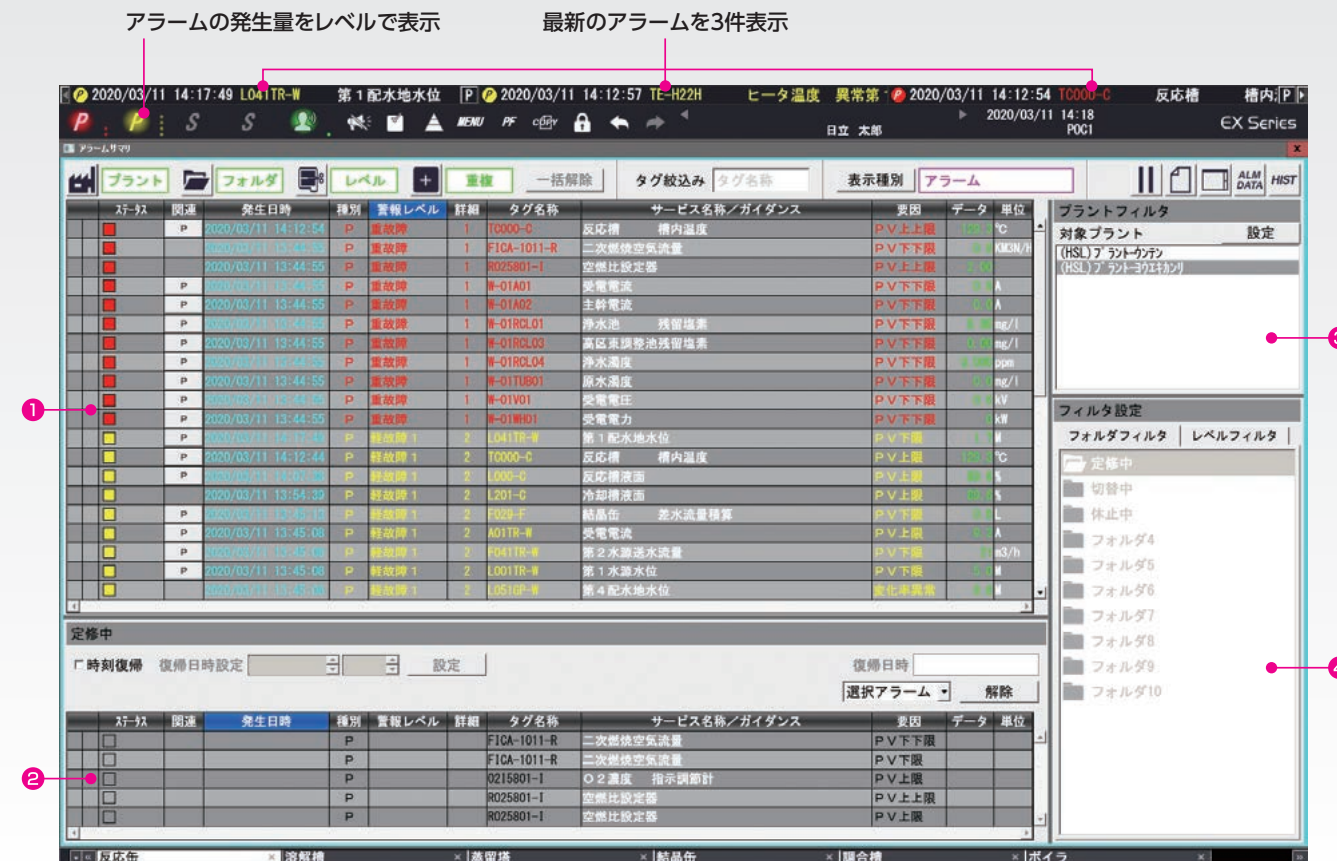 アラームの発生量をレベルで表示
最新のアラームを3件表示
P 2020/03/11 14:17:49 L041TR-W 第1配水地水位 P P 2020/03/11 14:12:57 TE-H22H ヒータ温度 異常第 P 2020/03/11 14:12:54 TC000-C 反応槽 槽内 P
P P S S MENU PF COPY 日立 太郎 2020/03/11 14:18 POC1 EX Series
アラームサマリ x
プラント フォルダ レベル + 重複 一括解除 タグ絞込み タグ名称 表示種別 アラーム ALM DATA HIST
ステータス 関連 発生日時 種別 警報レベル 詳細 タグ名称 サービス名称/ガイダンス 要因 データ 単位
P 2020/03/11 14:12:54 P 重故障 1 TC000-C 反応槽 槽内温度 PV上上限 ℃
P 重故障 1 FICA-1011-R 二次燃焼空気流量 PV下下限 KM3N/H
2020/03/11 13:44:55 P 重故障 1 R025801-I 空燃比設定器 PV上上限
P 2020/03/11 13:44:55 P 重故障 1 W-01A01 受電電流 PV下下限 A
P 2020/03/11 13:44:55 P 重故障 1 W-01A02 主幹電流 PV下下限 0.0 A
P P 重故障 1 W-01RCL01 浄水池 残留塩素 PV下下限 mg/l
P 2020/03/11 13:44:55 P 重故障 1 W-01RCL03 高区東調整池残留塩素 PV下下限 mg/l
P P 重故障 1 W-01RCL04 浄水濁度 PV下下限 ppm
P 2020/03/11 13:44:55 P 重故障 1 W-01TUB01 原水濁度 PV下下限 mg/l
P P 重故障 1 W-01V01 受電電圧 PV下下限 kV
P 2020/03/11 13:44:55 P 重故障 1 W-01WH01 受電電力 PV下下限 kW
P P 軽故障1 2 L041TR-W 第1配水地水位 PV下限 M
P 2020/03/11 14:12:44 P 軽故障1 2 TC000-C 反応槽 槽内温度 PV上限 ℃
P P 軽故障1 2 L000-C 反応槽液面 PV上限 %
2020/03/11 13:54:39 P 軽故障1 2 L201-C 冷却槽液面 PV上限 %
P P 軽故障1 2 F029-F 結晶缶 差水流量積算 PV下限 L
P 2020/03/11 13:45:08 P 軽故障1 2 A01TR-W 受電電流 PV上限 A
P P 軽故障1 2 F041TR-W 第2水源送水流量 PV下限 m3/h
P 2020/03/11 13:45:08 P 軽故障1 2 L001TR-W 第1水源水位 PV下限 M
P 軽故障1 2 L051GP-W 第4配水地水位 変化率異常 M
❶
プラントフィルタ
対象プラント 設定
(HSL)プラント-ウンテン
(HSL)プラント-ヨウエキカンリ
フィルタ設定
フォルダフィルタ レベルフィルタ
定修中
切替中
休止中
フォルダ4
フォルダ5
フォルダ6
フォルダ7
フォルダ8
フォルダ9
フォルダ10
定修中
時刻復帰 復帰日時設定 設定 復帰日時
選択アラーム 解除
ステータス 関連 発生日時 種別 警報レベル 詳細 タグ名称 サービス名称/ガイダンス 要因 データ 単位
P FICA-1011-R 二次燃焼空気流量 PV下下限
P FICA-1011-R 二次燃焼空気流量 PV下限
❷ P 0215801-I O2濃度 指示調節計 PV上限
P R025801-I 空燃比設定器 PV上上限
P R025801-I 空燃比設定器 PV上限
反応缶 × 溶解槽 × 蒸留塔 × 結晶缶 × 調合槽 × ボイラ ×